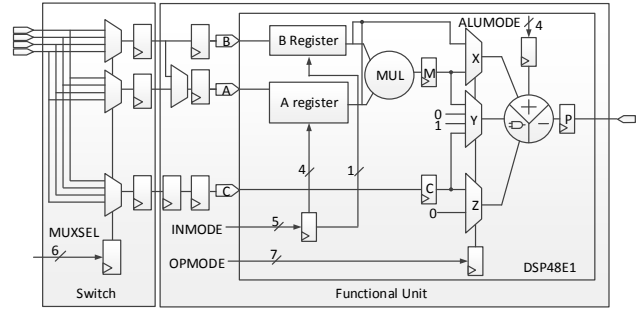 ALUMODE
4
B
B Register
MUL
M
X
A
A register
0
1
Y
P
4
1
C
C
Z
0
MUXSEL
6
INMODE
5
OPMODE
7
DSP48E1
Switch
Functional Unit